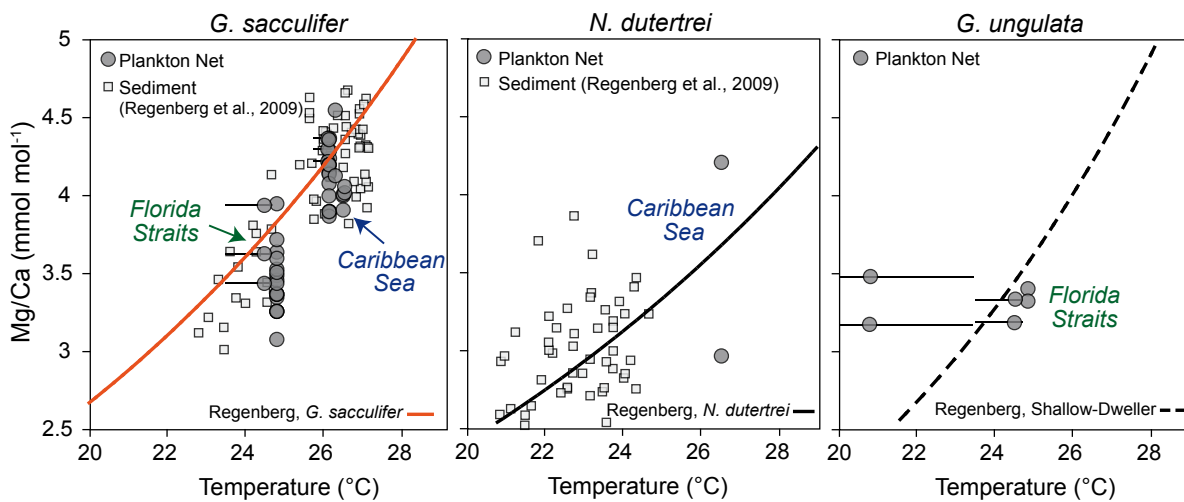 G. sacculifer
N. dutertrei
G. ungulata
Mg/Ca (mmol mol-1)
5
4.5
4
3.5
3
2.5
Plankton Net
Sediment
(Regenberg et al., 2009)
Florida
Straits
Caribbean
Sea
Regenberg, G. sacculifer
20
22
24
26
28
Temperature (°C)
Plankton Net
Sediment (Regenberg et al., 2009)
Caribbean
Sea
Regenberg, N. dutertrei
20
22
24
26
28
Temperature (°C)
Plankton Net
Florida
Straits
Regenberg, Shallow-Dweller
20
22
24
26
28
Temperature (°C)